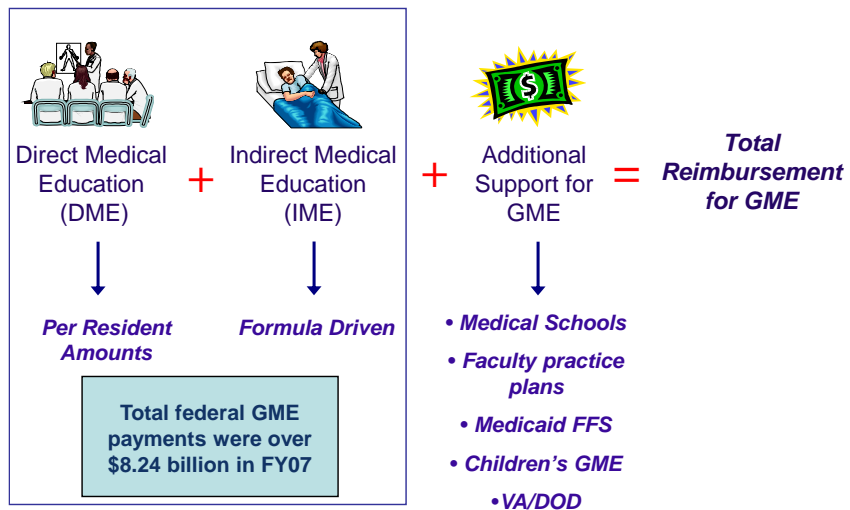 Direct Medical
Education
(DME)
+
Indirect Medical
Education
(IME)
+
Additional
Support for
GME
=
Total
Reimbursement
for GME
Per Resident
Amounts
Formula Driven
• Medical Schools
• Faculty practice
plans
• Medicaid FFS
• Children's GME
•VA/DOD
Total federal GME
payments were over
$8.24 billion in FY07
$